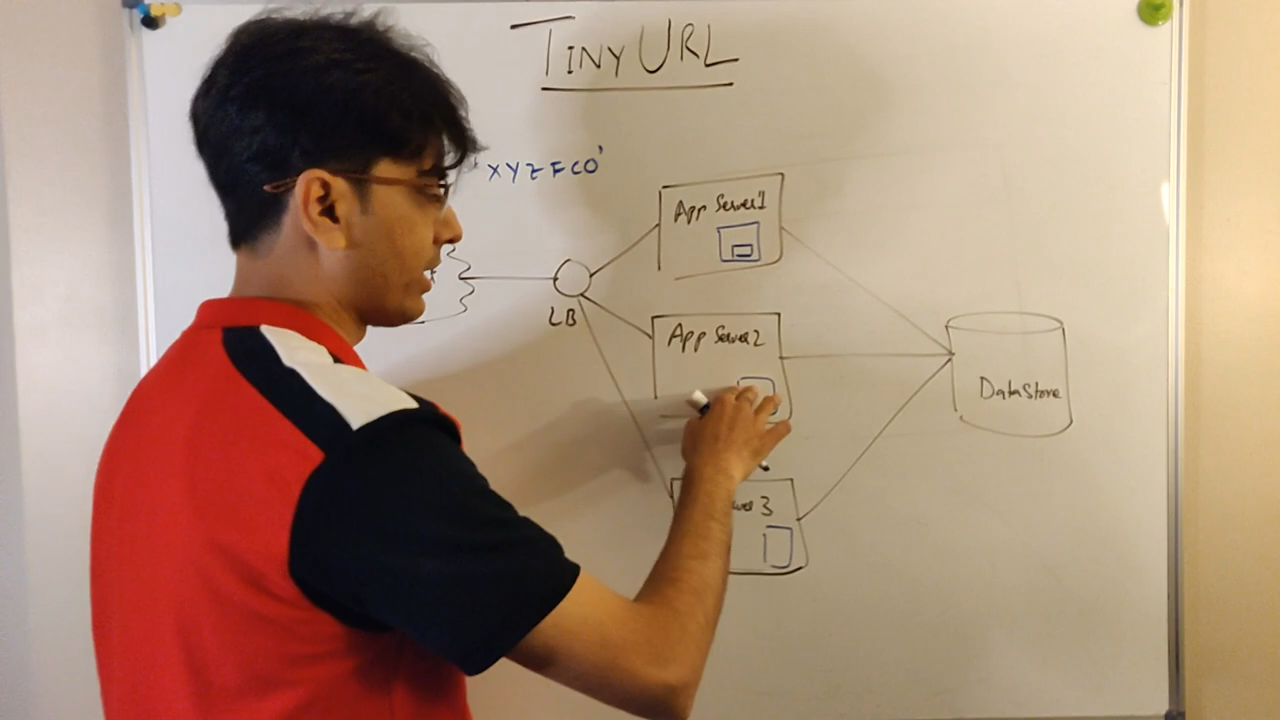 TINY URL
'XYZFCO'
App Server1
LB
App Server2
DataStore
3